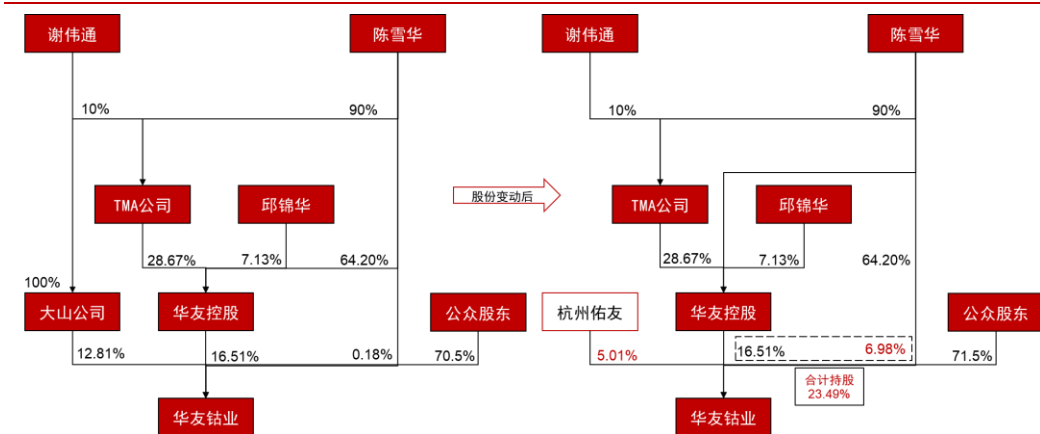 谢伟通
陈雪华
10%
90%
TMA公司
邱锦华
28.67%
7.13%
64.20%
100%
大山公司
华友控股
公众股东
12.81%
16.51%
0.18%
70.5%
华友钴业
股份变动后
谢伟通
陈雪华
10%
90%
TMA公司
邱锦华
28.67%
7.13%
64.20%
杭州佑友
华友控股
公众股东
5.01%
16.51%
6.98%
71.5%
合计持股
23.49%
华友钴业